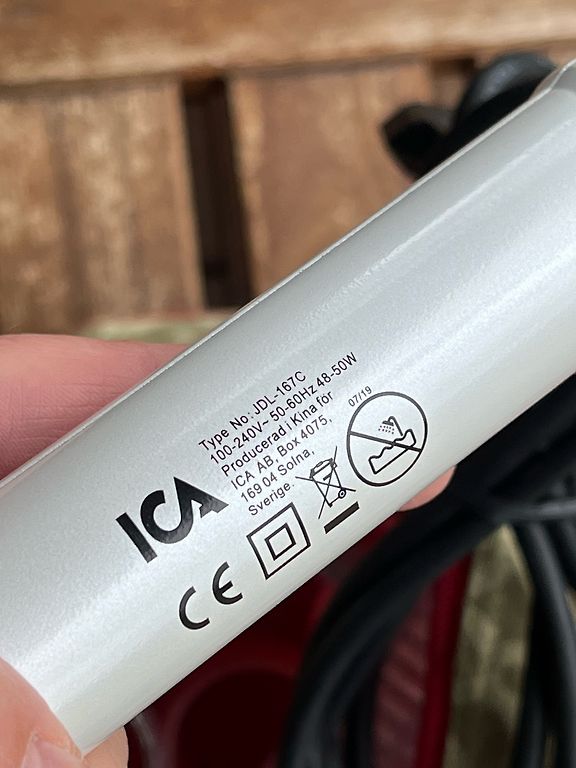 Type No: JDL-167C
100-240V~ 50-60Hz 48-50W
Producerad i Kina för
ICA AB, Box 4075,
169 04 Solna,
Sverige.
07/19
ICA
CE